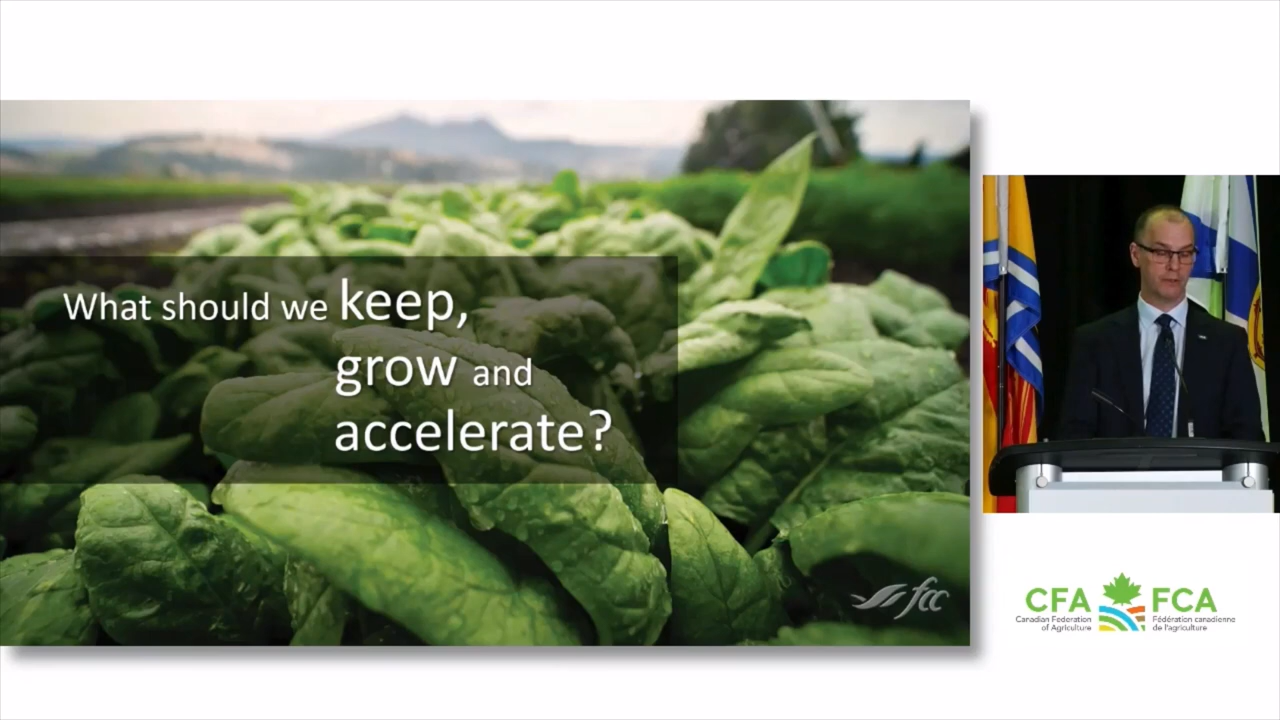 What should we keep,
grow and
accelerate?
fcc
CFA FCA
Canadian Federation
of Agriculture
Fédération canadienne
de l'agriculture